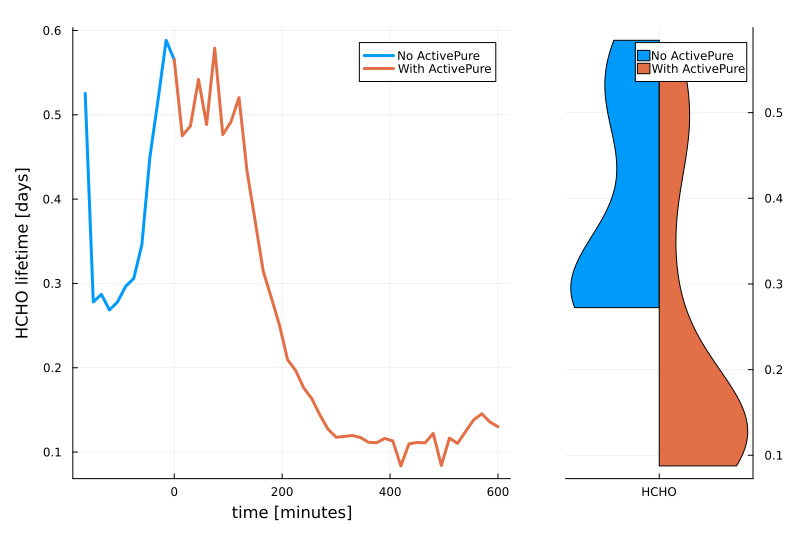 HCHO lifetime [days]
0.6
0.5
0.4
0.3
0.2
0.1
No ActivePure
With ActivePure
0
200
400
600
time [minutes]
No ActivePure
With ActivePure
0.5
0.4
0.3
0.2
0.1
HCHO